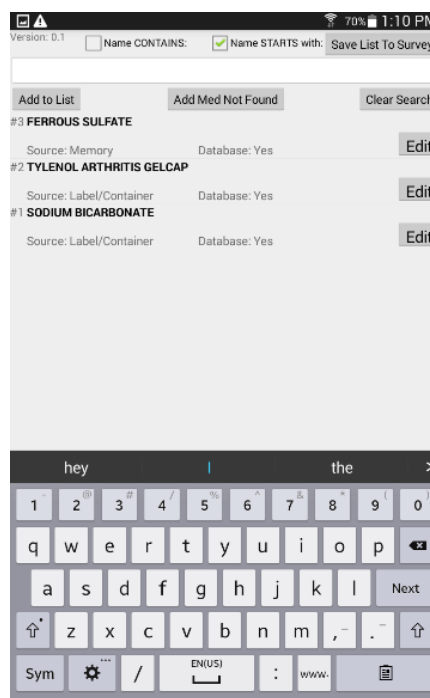 70% 1:10 PM
Version: 0.1
Name CONTAINS: Name STARTS with: Save List To Survey
Add to List Add Med Not Found Clear Search
#3 FERROUS SULFATE
Source: Memory Database: Yes Edit
#2 TYLENOL ARTHRITIS GELCAP
Source: Label/Container Database: Yes Edit
#1 SODIUM BICARBONATE
Source: Label/Container Database: Yes Edit
hey I the
1 2 @ 3 # 4 / 5 % 6 ^ 7 & 8 * 9 ( 0 )
q w e r t y u i o p
a s d f g h j k l Next
z x c v b n m , - . -
Sym / EN(US) : www.